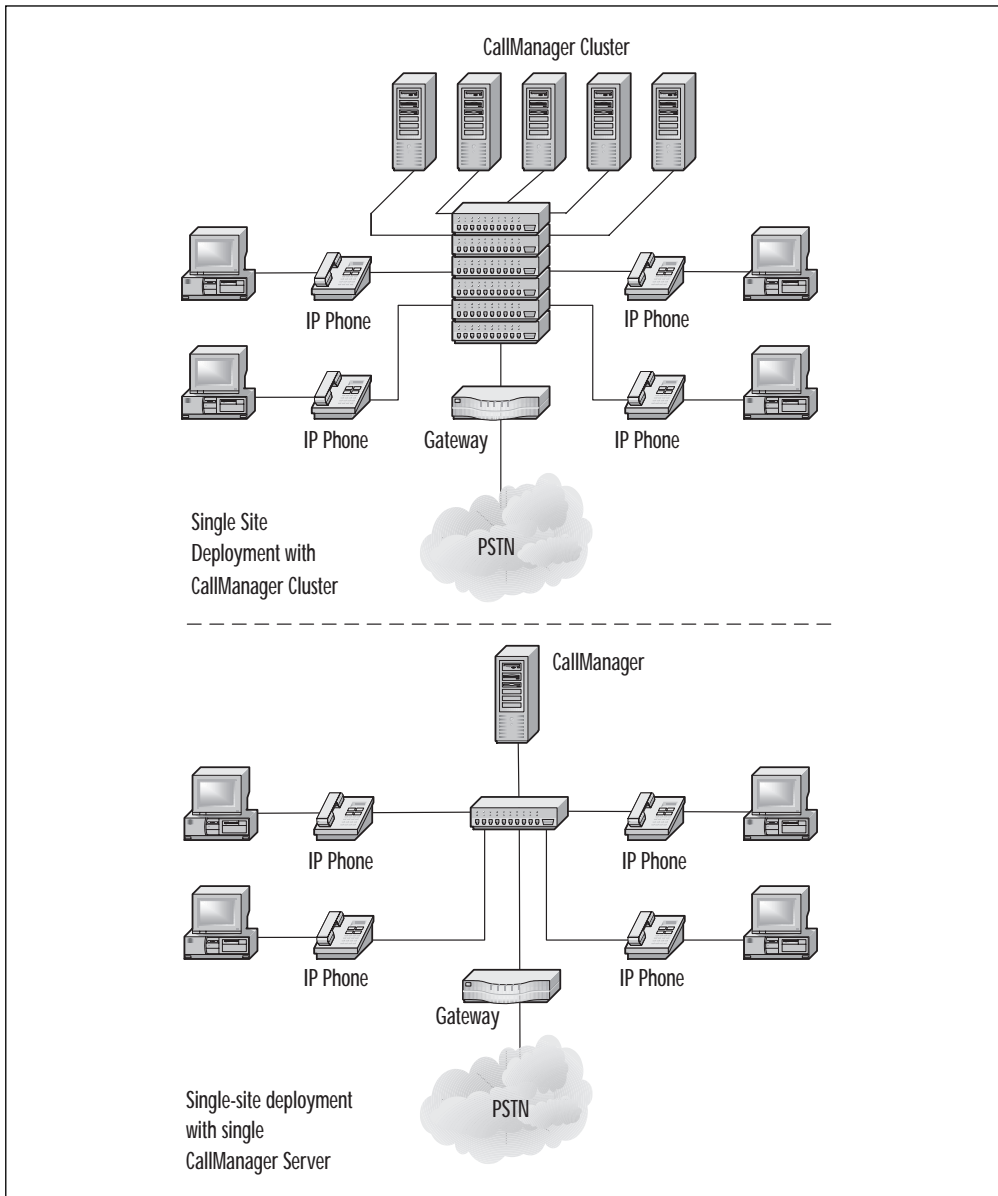 CallManager Cluster
IP Phone
IP Phone
IP Phone
Gateway
IP Phone
Single Site
Deployment with
CallManager Cluster
PSTN
CallManager
IP Phone
IP Phone
IP Phone
IP Phone
Gateway
Single-site deployment
with single
CallManager Server
PSTN